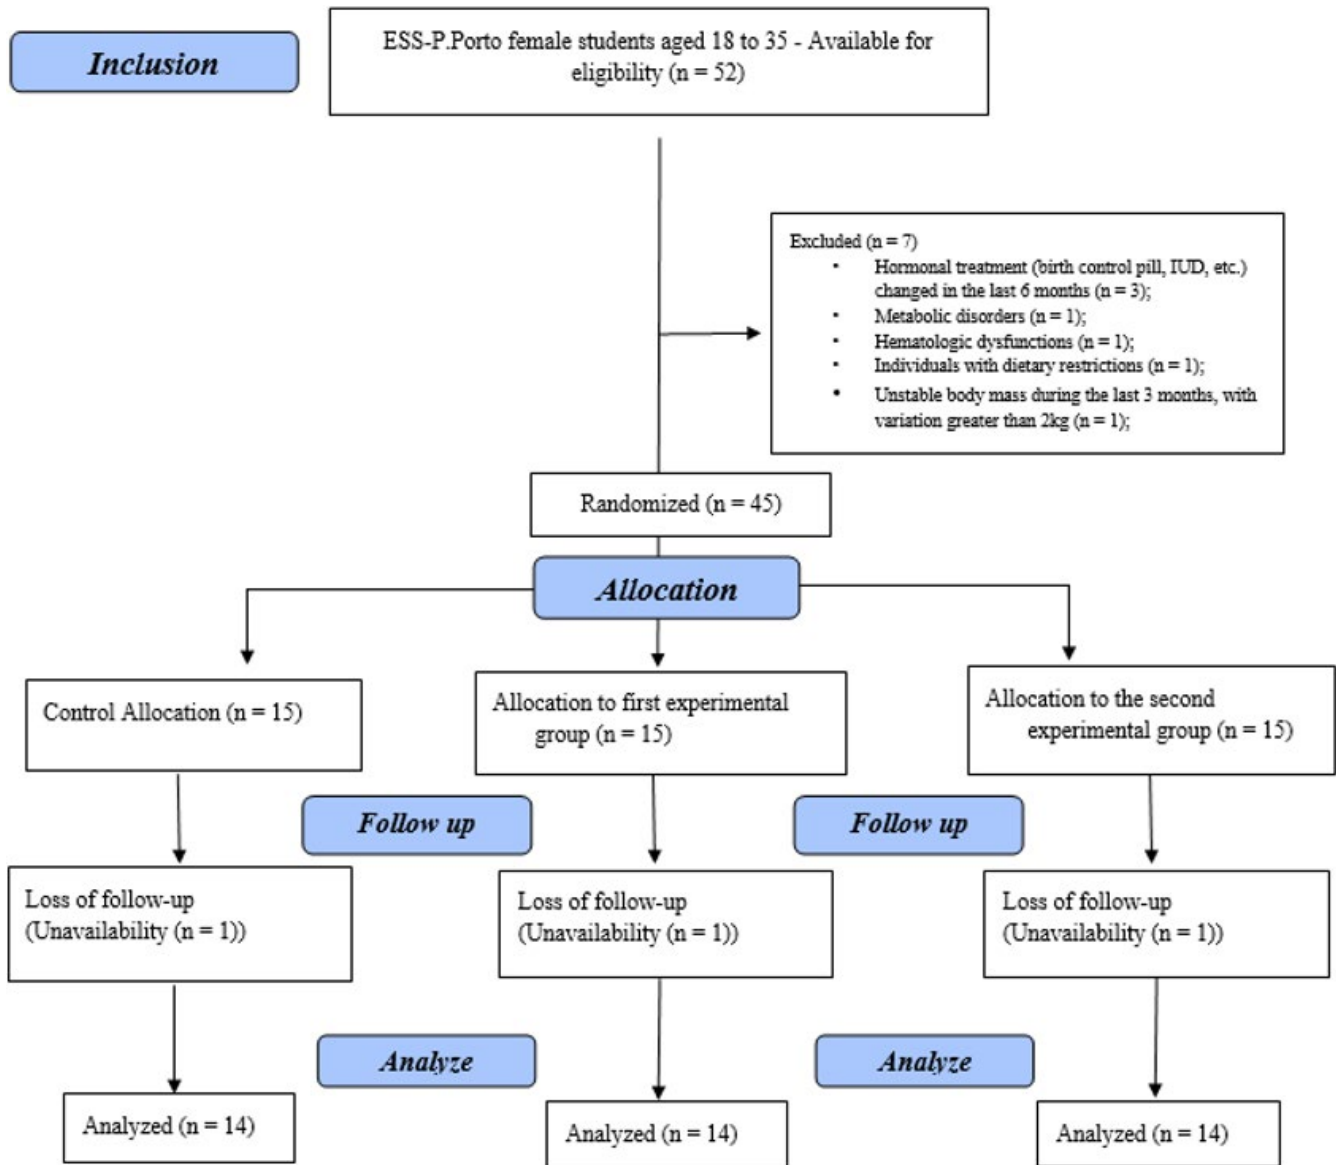 Inclusion
ESS-P.Porto female students aged 18 to 35 - Available for
eligibility (n = 52)
Excluded (n = 7)
• Hormonal treatment (birth control pill, IUD, etc.)
changed in the last 6 months (n = 3);
• Metabolic disorders (n = 1);
• Hematologic dysfunctions (n = 1);
• Individuals with dietary restrictions (n = 1);
• Unstable body mass during the last 3 months, with
variation greater than 2kg (n = 1);
Randomized (n = 45)
Allocation
Control Allocation (n = 15)
Allocation to first experimental
group (n = 15)
Allocation to the second
experimental group (n = 15)
Follow up
Follow up
Loss of follow-up
(Unavailability (n = 1))
Loss of follow-up
(Unavailability (n = 1))
Loss of follow-up
(Unavailability (n = 1))
Analyze
Analyze
Analyzed (n = 14)
Analyzed (n = 14)
Analyzed (n = 14)